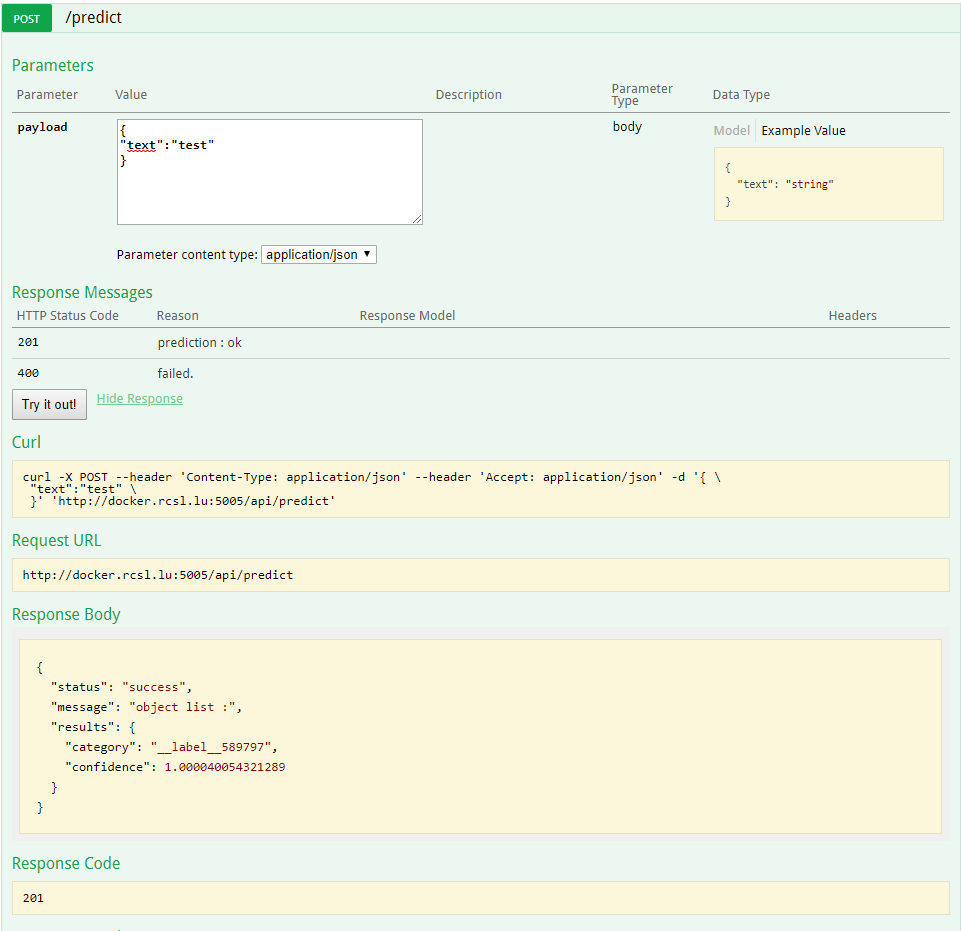 POST /predict
Parameters
Parameter Value Description Parameter Type Data Type
payload
{
"text":"test"
}
body
Model Example Value
{
"text": "string"
}
Parameter content type: application/json
Response Messages
HTTP Status Code Reason Response Model Headers
201 prediction : ok
400 failed.
Try it out! Hide Response
Curl
curl -X POST --header 'Content-Type: application/json' --header 'Accept: application/json' -d '{ \
"text":"test" \
}' 'http://docker.rcsl.lu:5005/api/predict'
Request URL
http://docker.rcsl.lu:5005/api/predict
Response Body
{
"status": "success",
"message": "object list :",
"results": {
"category": "__label__589797",
"confidence": 1.000040054321289
}
}
Response Code
201